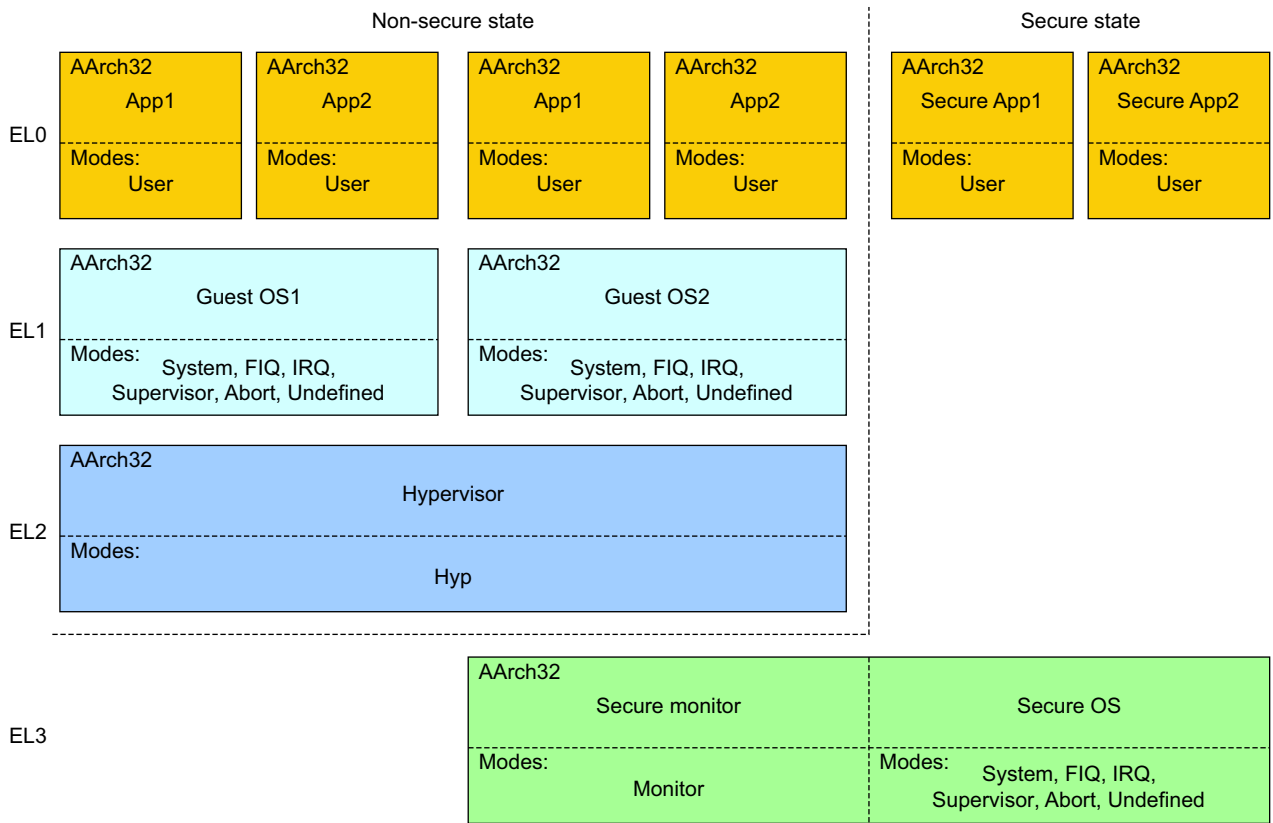 Non-secure state
Secure state
EL0
AArch32
App1
Modes:
User
AArch32
App2
Modes:
User
AArch32
App1
Modes:
User
AArch32
App2
Modes:
User
AArch32
Secure App1
Modes:
User
AArch32
Secure App2
Modes:
User
EL1
AArch32
Guest OS1
Modes:
System, FIQ, IRQ,
Supervisor, Abort, Undefined
AArch32
Guest OS2
Modes:
System, FIQ, IRQ,
Supervisor, Abort, Undefined
EL2
AArch32
Hypervisor
Modes:
Hyp
EL3
AArch32
Secure monitor
Modes:
Monitor
Secure OS
Modes:
System, FIQ, IRQ,
Supervisor, Abort, Undefined